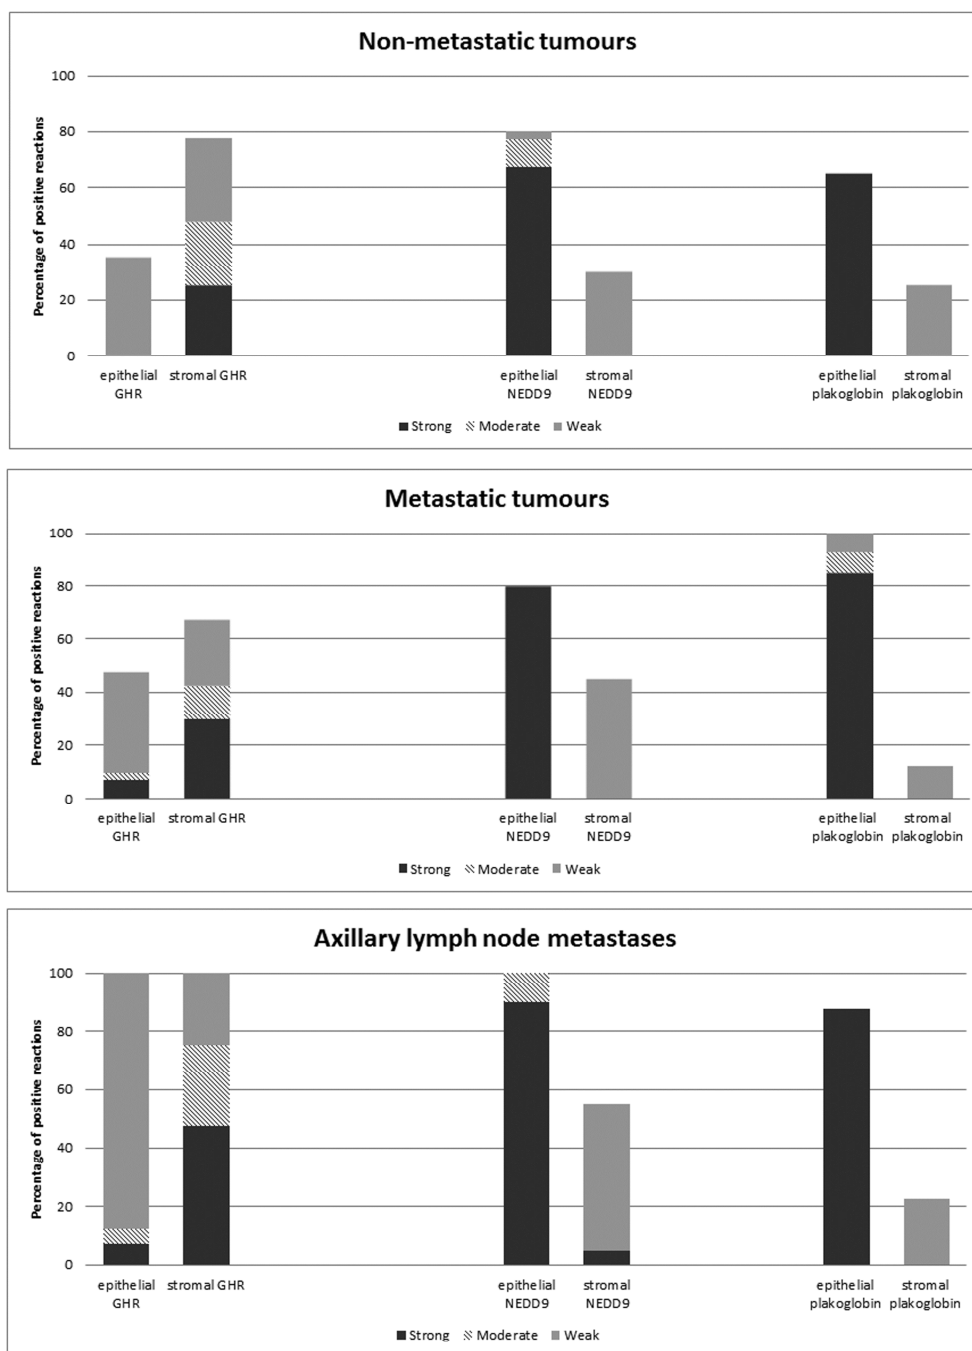 Non-metastatic tumours
Percentage of positive reactions
100
80
60
40
20
0
epithelial GHR
stromal GHR
epithelial NEDD9
stromal NEDD9
epithelial plakoglobin
stromal plakoglobin
Strong Moderate Weak
Metastatic tumours
Percentage of positive reactions
100
80
60
40
20
0
epithelial GHR
stromal GHR
epithelial NEDD9
stromal NEDD9
epithelial plakoglobin
stromal plakoglobin
Strong Moderate Weak
Axillary lymph node metastases
Percentage of positive reactions
100
80
60
40
20
0
epithelial GHR
stromal GHR
epithelial NEDD9
stromal NEDD9
epithelial plakoglobin
stromal plakoglobin
Strong Moderate Weak